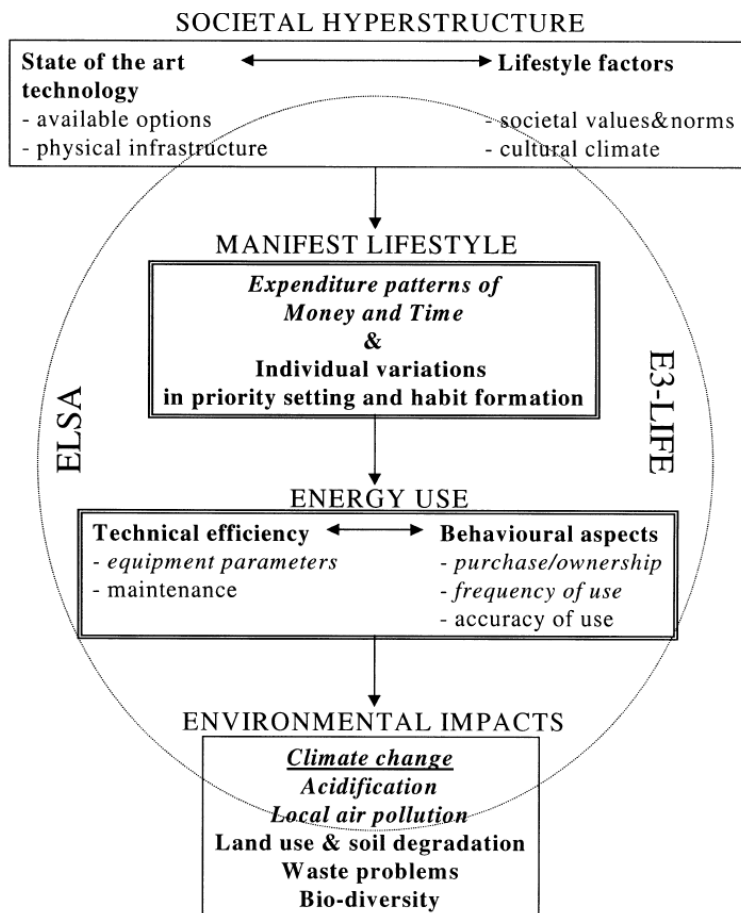 SOCIETAL HYPERSTRUCTURE
State of the art
technology
- available options
- physical infrastructure
Lifestyle factors
- societal values&norms
- cultural climate
MANIFEST LIFESTYLE
Expenditure patterns of
Money and Time
&
Individual variations
in priority setting and habit formation
ELSA
E3-LIFE
ENERGY USE
Technical efficiency
- equipment parameters
- maintenance
Behavioural aspects
- purchase/ownership
- frequency of use
- accuracy of use
ENVIRONMENTAL IMPACTS
Climate change
Acidification
Local air pollution
Land use & soil degradation
Waste problems
Bio-diversity